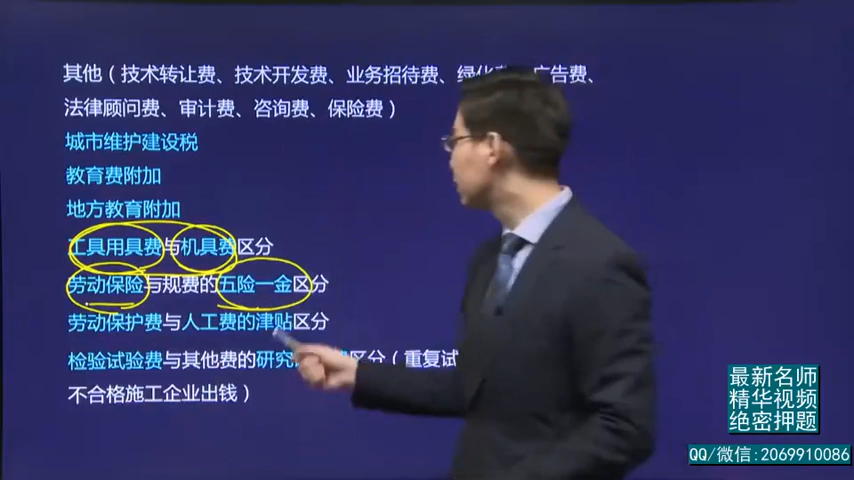 其他（技术转让费、技术开发费、业务招待费、绿化费、广告费、
法律顾问费、审计费、咨询费、保险费）
城市维护建设税
教育费附加
地方教育附加
工具用具费与机具费区分
劳动保险与规费的五险一金区分
劳动保护费与人工费的津贴区分
检验试验费与其他费的研究 区分（重复试
不合格施工企业出钱）
最新名师
精华视频
绝密押题
QQ/微信:2069910086